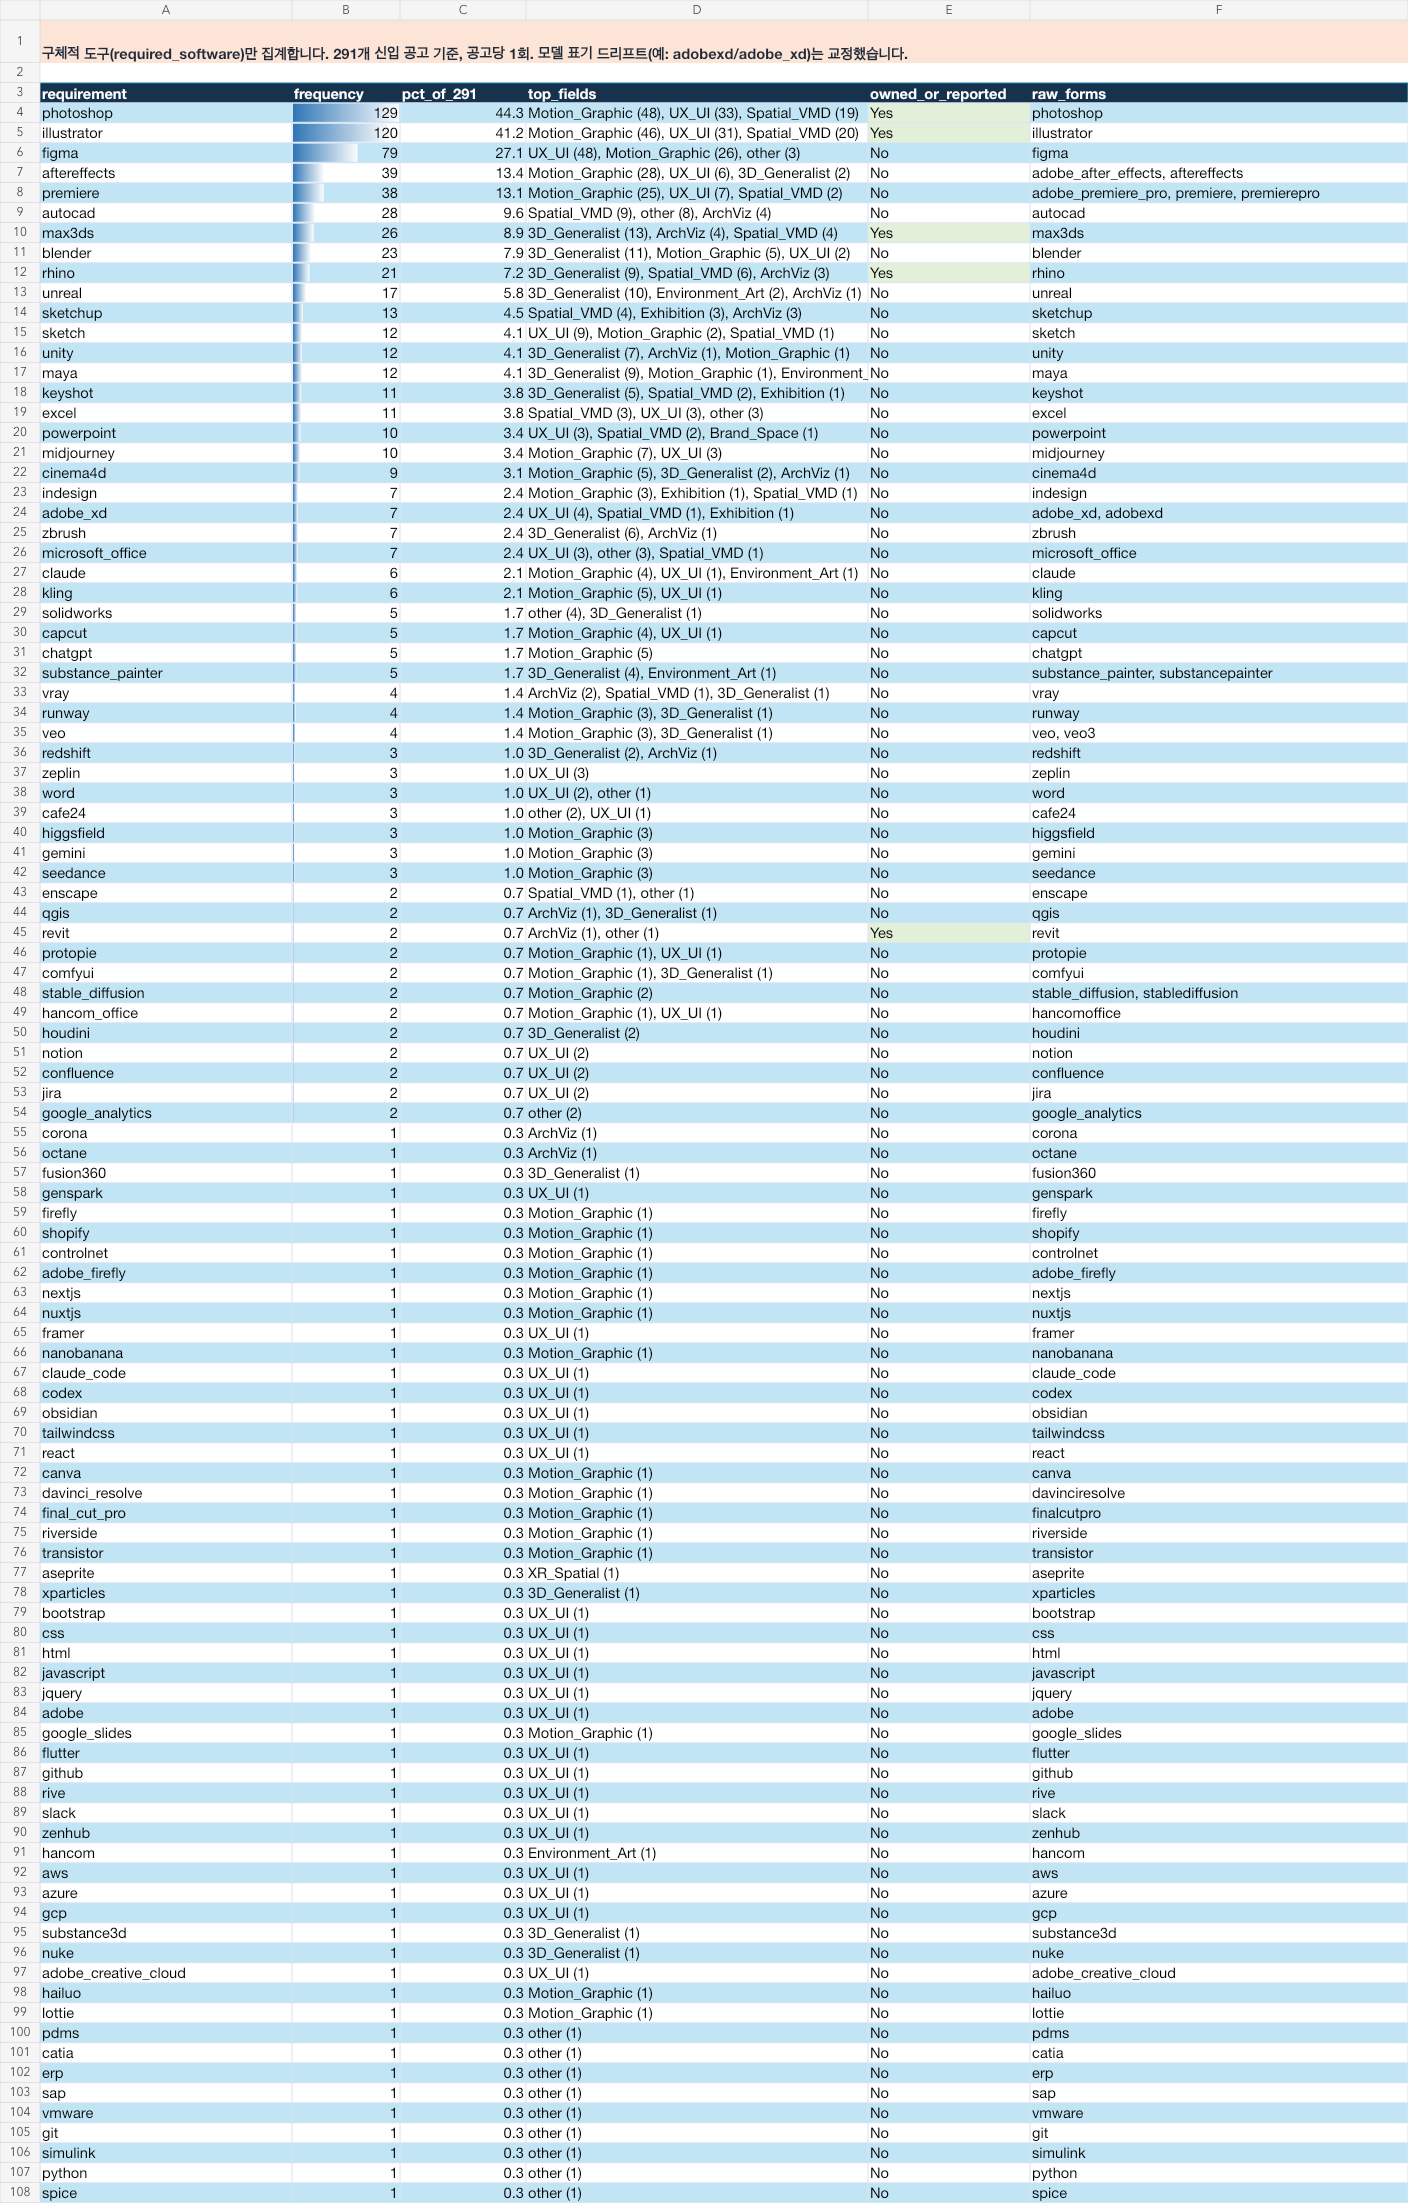 A B C D E F
1 구체적 도구(required_software)만 집계합니다. 291개 신입 공고 기준, 공고당 1회. 모델 표기 드리프트(예: adobexd/adobe_xd)는 교정했습니다.
2
3 requirement frequency pct_of_291 top_fields owned_or_reported raw_forms
4 photoshop 129 44.3 Motion_Graphic (48), UX_UI (33), Spatial_VMD (19) Yes photoshop
5 illustrator 120 41.2 Motion_Graphic (46), UX_UI (31), Spatial_VMD (20) Yes illustrator
6 figma 79 27.1 UX_UI (48), Motion_Graphic (26), other (3) No figma
7 aftereffects 39 13.4 Motion_Graphic (28), UX_UI (6), 3D_Generalist (2) No adobe_after_effects, aftereffects
8 premiere 38 13.1 Motion_Graphic (25), UX_UI (7), Spatial_VMD (2) No adobe_premiere_pro, premiere, premierepro
9 autocad 28 9.6 Spatial_VMD (9), other (8), ArchViz (4) No autocad
10 max3ds 26 8.9 3D_Generalist (13), ArchViz (4), Spatial_VMD (4) Yes max3ds
11 blender 23 7.9 3D_Generalist (11), Motion_Graphic (5), UX_UI (2) No blender
12 rhino 21 7.2 3D_Generalist (9), Spatial_VMD (6), ArchViz (3) Yes rhino
13 unreal 17 5.8 3D_Generalist (10), Environment_Art (2), ArchViz (1) No unreal
14 sketchup 13 4.5 Spatial_VMD (4), Exhibition (3), ArchViz (3) No sketchup
15 sketch 12 4.1 UX_UI (9), Motion_Graphic (2), Spatial_VMD (1) No sketch
16 unity 12 4.1 3D_Generalist (7), ArchViz (1), Motion_Graphic (1) No unity
17 maya 12 4.1 3D_Generalist (9), Motion_Graphic (1), Environment_ No maya
18 keyshot 11 3.8 3D_Generalist (5), Spatial_VMD (2), Exhibition (1) No keyshot
19 excel 11 3.8 Spatial_VMD (3), UX_UI (3), other (3) No excel
20 powerpoint 10 3.4 UX_UI (3), Spatial_VMD (2), Brand_Space (1) No powerpoint
21 midjourney 10 3.4 Motion_Graphic (7), UX_UI (3) No midjourney
22 cinema4d 9 3.1 Motion_Graphic (5), 3D_Generalist (2), ArchViz (1) No cinema4d
23 indesign 7 2.4 Motion_Graphic (3), Exhibition (1), Spatial_VMD (1) No indesign
24 adobe_xd 7 2.4 UX_UI (4), Spatial_VMD (1), Exhibition (1) No adobe_xd, adobexd
25 zbrush 7 2.4 3D_Generalist (6), ArchViz (1) No zbrush
26 microsoft_office 7 2.4 UX_UI (3), other (3), Spatial_VMD (1) No microsoft_office
27 claude 6 2.1 Motion_Graphic (4), UX_UI (1), Environment_Art (1) No claude
28 kling 6 2.1 Motion_Graphic (5), UX_UI (1) No kling
29 solidworks 5 1.7 other (4), 3D_Generalist (1) No solidworks
30 capcut 5 1.7 Motion_Graphic (4), UX_UI (1) No capcut
31 chatgpt 5 1.7 Motion_Graphic (5) No chatgpt
32 substance_painter 5 1.7 3D_Generalist (4), Environment_Art (1) No substance_painter, substancepainter
33 vray 4 1.4 ArchViz (2), Spatial_VMD (1), 3D_Generalist (1) No vray
34 runway 4 1.4 Motion_Graphic (3), 3D_Generalist (1) No runway
35 veo 4 1.4 Motion_Graphic (3), 3D_Generalist (1) No veo, veo3
36 redshift 3 1.0 3D_Generalist (2), ArchViz (1) No redshift
37 zeplin 3 1.0 UX_UI (3) No zeplin
38 word 3 1.0 UX_UI (2), other (1) No word
39 cafe24 3 1.0 other (2), UX_UI (1) No cafe24
40 higgsfield 3 1.0 Motion_Graphic (3) No higgsfield
41 gemini 3 1.0 Motion_Graphic (3) No gemini
42 seedance 3 1.0 Motion_Graphic (3) No seedance
43 enscape 2 0.7 Spatial_VMD (1), other (1) No enscape
44 qgis 2 0.7 ArchViz (1), 3D_Generalist (1) No qgis
45 revit 2 0.7 ArchViz (1), other (1) Yes revit
46 protopie 2 0.7 Motion_Graphic (1), UX_UI (1) No protopie
47 comfyui 2 0.7 Motion_Graphic (1), 3D_Generalist (1) No comfyui
48 stable_diffusion 2 0.7 Motion_Graphic (2) No stable_diffusion, stablediffusion
49 hancom_office 2 0.7 Motion_Graphic (1), UX_UI (1) No hancomoffice
50 houdini 2 0.7 3D_Generalist (2) No houdini
51 notion 2 0.7 UX_UI (2) No notion
52 confluence 2 0.7 UX_UI (2) No confluence
53 jira 2 0.7 UX_UI (2) No jira
54 google_analytics 2 0.7 other (2) No google_analytics
55 corona 1 0.3 ArchViz (1) No corona
56 octane 1 0.3 ArchViz (1) No octane
57 fusion360 1 0.3 3D_Generalist (1) No fusion360
58 genspark 1 0.3 UX_UI (1) No genspark
59 firefly 1 0.3 Motion_Graphic (1) No firefly
60 shopify 1 0.3 Motion_Graphic (1) No shopify
61 controlnet 1 0.3 Motion_Graphic (1) No controlnet
62 adobe_firefly 1 0.3 Motion_Graphic (1) No adobe_firefly
63 nextjs 1 0.3 Motion_Graphic (1) No nextjs
64 nuxtjs 1 0.3 Motion_Graphic (1) No nuxtjs
65 framer 1 0.3 UX_UI (1) No framer
66 nanobanana 1 0.3 Motion_Graphic (1) No nanobanana
67 claude_code 1 0.3 UX_UI (1) No claude_code
68 codex 1 0.3 UX_UI (1) No codex
69 obsidian 1 0.3 UX_UI (1) No obsidian
70 tailwindcss 1 0.3 UX_UI (1) No tailwindcss
71 react 1 0.3 UX_UI (1) No react
72 canva 1 0.3 Motion_Graphic (1) No canva
73 davinci_resolve 1 0.3 Motion_Graphic (1) No davinciresolve
74 final_cut_pro 1 0.3 Motion_Graphic (1) No finalcutpro
75 riverside 1 0.3 Motion_Graphic (1) No riverside
76 transistor 1 0.3 Motion_Graphic (1) No transistor
77 aseprite 1 0.3 XR_Spatial (1) No aseprite
78 xparticles 1 0.3 3D_Generalist (1) No xparticles
79 bootstrap 1 0.3 UX_UI (1) No bootstrap
80 css 1 0.3 UX_UI (1) No css
81 html 1 0.3 UX_UI (1) No html
82 javascript 1 0.3 UX_UI (1) No javascript
83 jquery 1 0.3 UX_UI (1) No jquery
84 adobe 1 0.3 UX_UI (1) No adobe
85 google_slides 1 0.3 Motion_Graphic (1) No google_slides
86 flutter 1 0.3 UX_UI (1) No flutter
87 github 1 0.3 UX_UI (1) No github
88 rive 1 0.3 UX_UI (1) No rive
89 slack 1 0.3 UX_UI (1) No slack
90 zenhub 1 0.3 UX_UI (1) No zenhub
91 hancom 1 0.3 Environment_Art (1) No hancom
92 aws 1 0.3 UX_UI (1) No aws
93 azure 1 0.3 UX_UI (1) No azure
94 gcp 1 0.3 UX_UI (1) No gcp
95 substance3d 1 0.3 3D_Generalist (1) No substance3d
96 nuke 1 0.3 3D_Generalist (1) No nuke
97 adobe_creative_cloud 1 0.3 UX_UI (1) No adobe_creative_cloud
98 hailuo 1 0.3 Motion_Graphic (1) No hailuo
99 lottie 1 0.3 Motion_Graphic (1) No lottie
100 pdms 1 0.3 other (1) No pdms
101 catia 1 0.3 other (1) No catia
102 erp 1 0.3 other (1) No erp
103 sap 1 0.3 other (1) No sap
104 vmware 1 0.3 other (1) No vmware
105 git 1 0.3 other (1) No git
106 simulink 1 0.3 other (1) No simulink
107 python 1 0.3 other (1) No python
108 spice 1 0.3 other (1) No spice